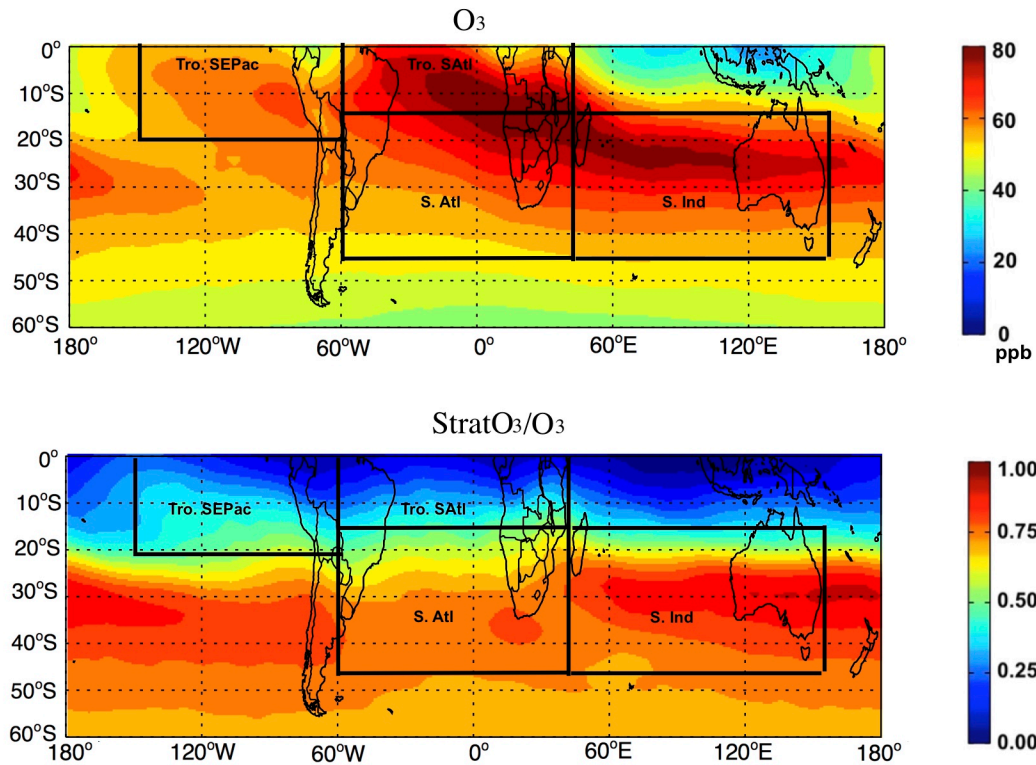 O3
0°
10°S
20°S
30°S
40°S
50°S
60°S
180°
120°W
60°W
0°
60°E
120°E
180°
Tro. SEPac
Tro. SAtl
S. Atl
S. Ind
80
60
40
20
0
ppb
StratO3/O3
0°
10°S
20°S
30°S
40°S
50°S
60°S
180°
120°W
60°W
0°
60°E
120°E
180°
Tro. SEPac
Tro. SAtl
S. Atl
S. Ind
1.00
0.75
0.50
0.25
0.00